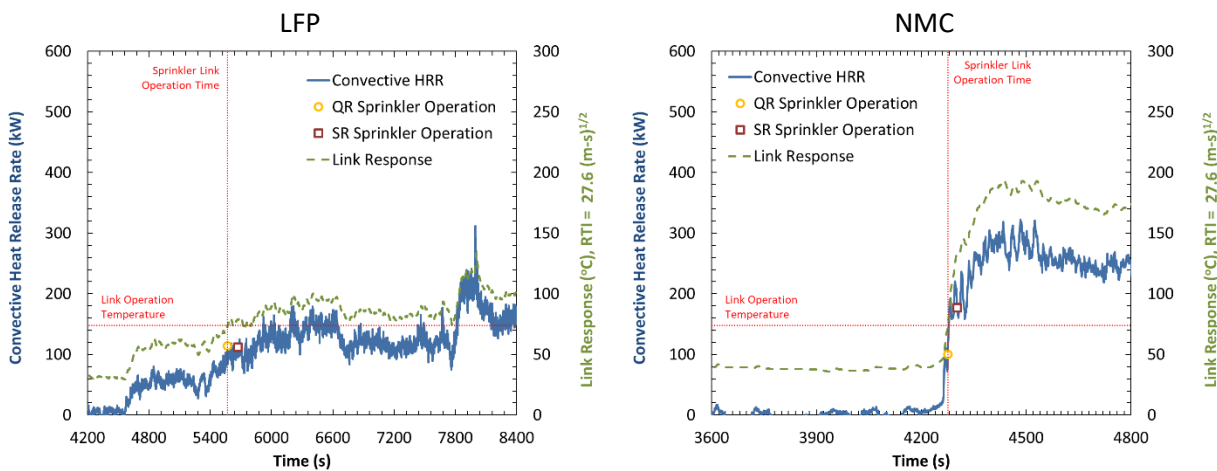 LFP
600
500
400
300
200
100
0
Convective Heat Release Rate (kW)
300
250
200
150
100
50
0
Link Response (°C), RTI = 27.6 (m-s)1/2
Sprinkler Link
Operation Time
Convective HRR
QR Sprinkler Operation
SR Sprinkler Operation
Link Response
Link Operation
Temperature
4200 4800 5400 6000 6600 7200 7800 8400
Time (s)
NMC
600
500
400
300
200
100
0
Convective Heat Release Rate (kW)
300
250
200
150
100
50
0
Link Response (°C), RTI = 27.6 (m-s)1/2
Sprinkler Link
Operation Time
Convective HRR
QR Sprinkler Operation
SR Sprinkler Operation
Link Response
Link Operation
Temperature
3600 3900 4200 4500 4800
Time (s)